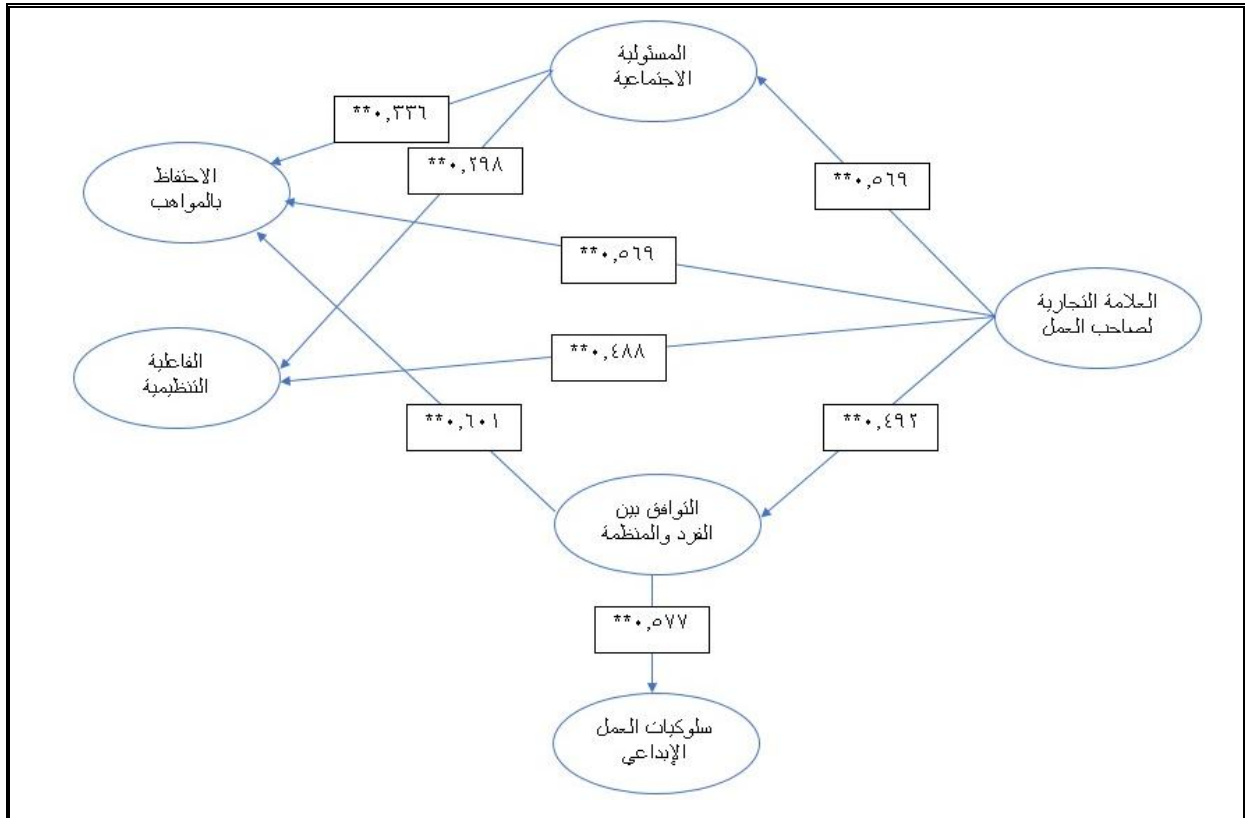 المسئولية
الاجتماعية
**٠,٣٣٦
**٠,٢٩٨
**٠,٥٦٩
الاحتفاظ
بالمواهب
**٠,٥٦٩
العلامة التجارية
لصاحب العمل
**٠,٤٨٨
الفاعلية
التنظيمية
**٠,٦٠١
**٠,٤٩٢
التوافق بين
الفرد والمنظمة
**٠,٥٧٧
سلوكيات العمل
الإبداعي